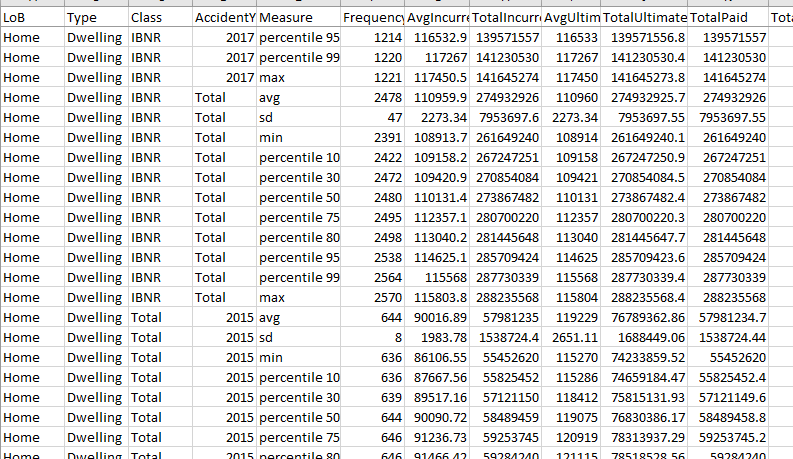 LoB Type Class AccidentY Measure Frequency AvgIncurre TotalIncurr AvgUltim TotalUltimate TotalPaid Tota
Home Dwelling IBNR 2017 percentile 95 1214 116532.9 139571557 116533 139571556.8 139571557
Home Dwelling IBNR 2017 percentile 99 1220 117267 141230530 117267 141230530.4 141230530
Home Dwelling IBNR 2017 max 1221 117450.5 141645274 117450 141645273.8 141645274
Home Dwelling IBNR Total avg 2478 110959.9 274932926 110960 274932925.7 274932926
Home Dwelling IBNR Total sd 47 2273.34 7953697.6 2273.34 7953697.55 7953697.55
Home Dwelling IBNR Total min 2391 108913.7 261649240 108914 261649240.1 261649240
Home Dwelling IBNR Total percentile 10 2422 109158.2 267247251 109158 267247250.9 267247251
Home Dwelling IBNR Total percentile 30 2472 109420.9 270854084 109421 270854084.5 270854084
Home Dwelling IBNR Total percentile 50 2480 110131.4 273867482 110131 273867482.4 273867482
Home Dwelling IBNR Total percentile 75 2495 112357.1 280700220 112357 280700220.3 280700220
Home Dwelling IBNR Total percentile 80 2498 113040.2 281445648 113040 281445647.7 281445648
Home Dwelling IBNR Total percentile 95 2538 114625.1 285709424 114625 285709423.6 285709424
Home Dwelling IBNR Total percentile 99 2564 115568 287730339 115568 287730339.4 287730339
Home Dwelling IBNR Total max 2570 115803.8 288235568 115804 288235568.4 288235568
Home Dwelling Total 2015 avg 644 90016.89 57981235 119229 76789362.86 57981234.7
Home Dwelling Total 2015 sd 8 1983.78 1538724.4 2651.11 1688449.06 1538724.44
Home Dwelling Total 2015 min 636 86106.55 55452620 115270 74233859.52 55452620
Home Dwelling Total 2015 percentile 10 636 87667.56 55825452 115286 74659184.47 55825452.4
Home Dwelling Total 2015 percentile 30 639 89517.16 57121150 118412 75815131.93 57121149.6
Home Dwelling Total 2015 percentile 50 644 90090.72 58489459 119075 76830386.17 58489458.8
Home Dwelling Total 2015 percentile 75 646 91236.73 59253745 120919 78313937.29 59253745.2
Home Dwelling Total 2015 percentile 80 646 91466.42 59284240 121115 78518528.56 59284240